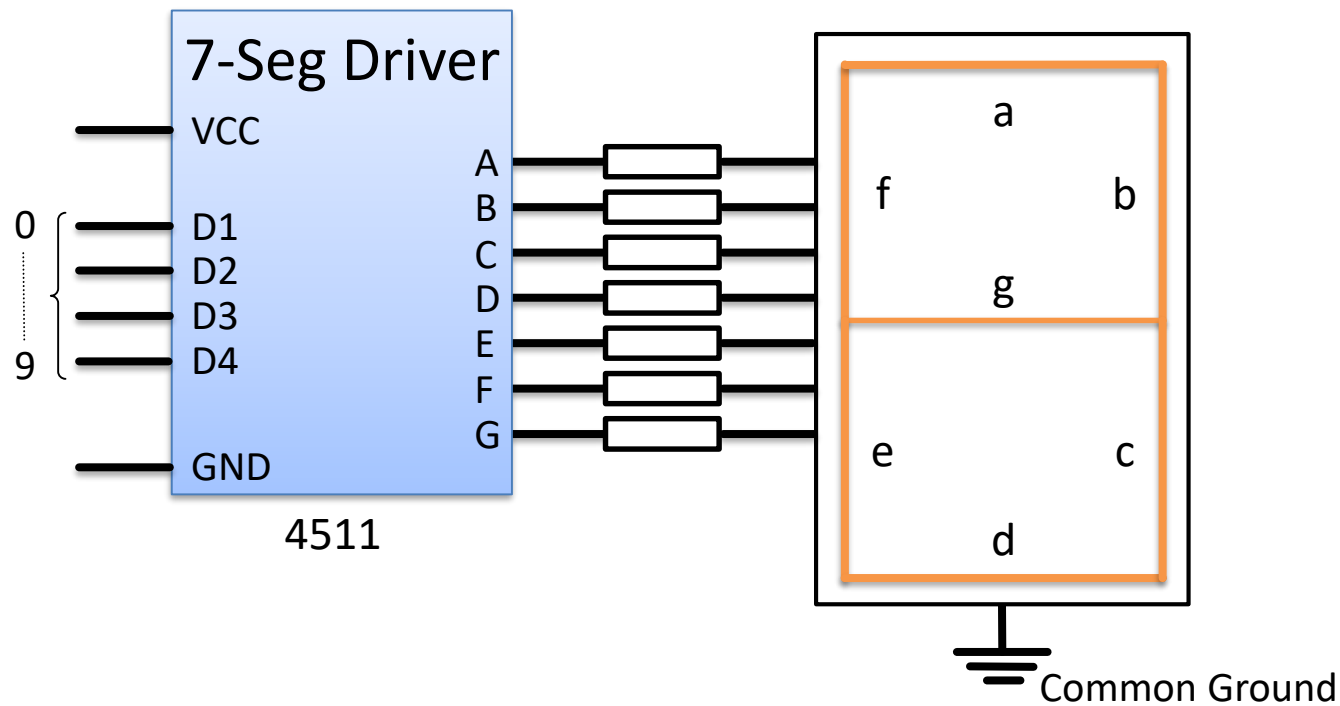 7-Seg Driver
VCC
0
9
D1
D2
D3
D4
GND
A
B
C
D
E
F
G
4511
a
f
b
g
e
c
d
Common Ground